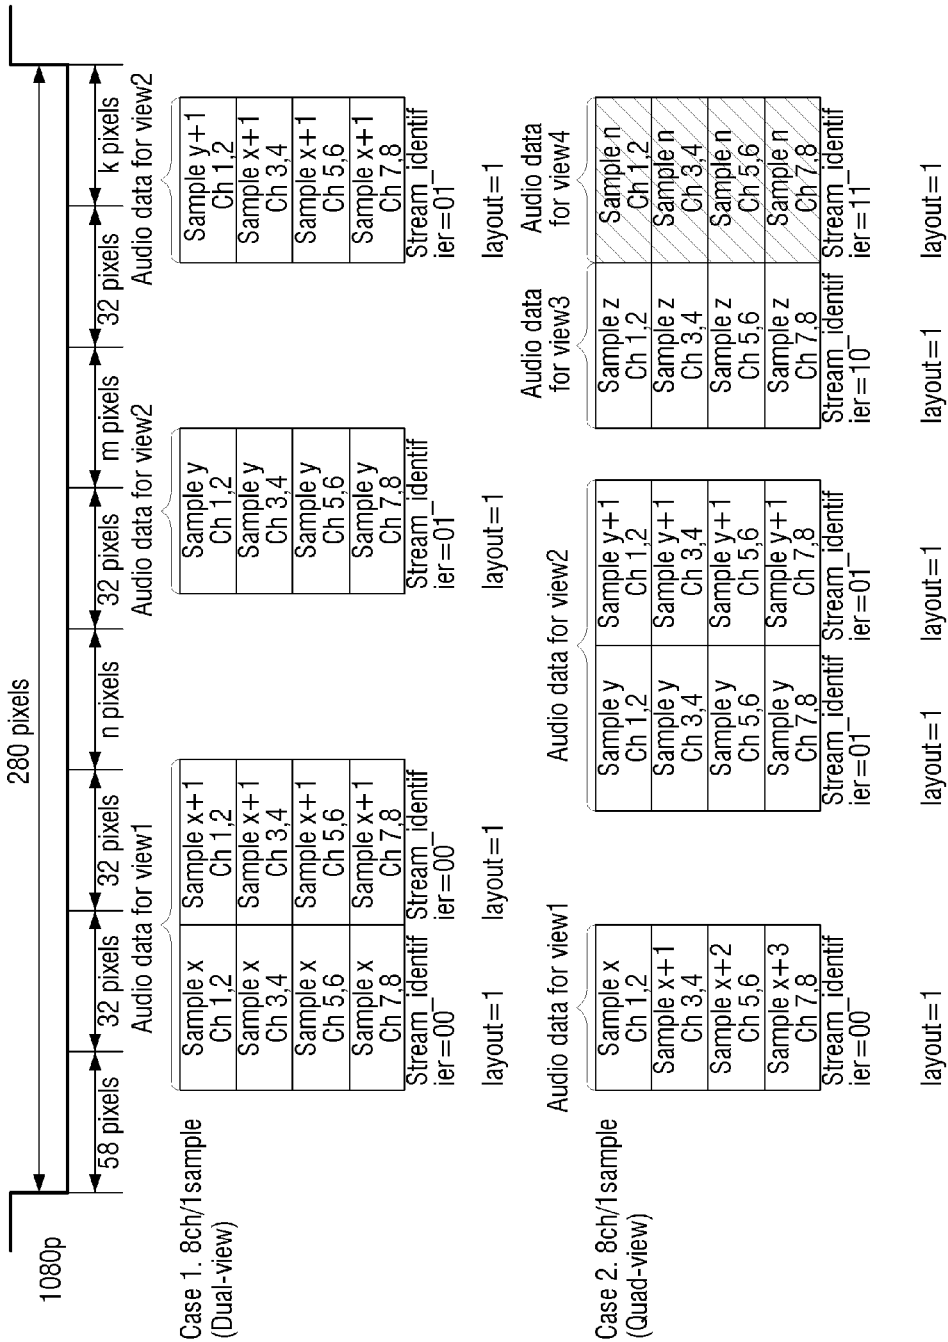 1080p
280 pixels
58 pixels
32 pixels
32 pixels
n pixels
32 pixels
m pixels
32 pixels
k pixels
Case 1. 8ch/1sample
(Dual-view)
Audio data for view1
Sample x
Ch 1,2
Sample x
Ch 3,4
Sample x
Ch 5,6
Sample x
Ch 7,8
Stream_identif
ier=00
layout=1
Sample x+1
Ch 1,2
Sample x+1
Ch 3,4
Sample x+1
Ch 5,6
Sample x+1
Ch 7,8
Stream_identif
ier=00
layout=1
Audio data for view2
Sample y
Ch 1,2
Sample y
Ch 3,4
Sample y
Ch 5,6
Sample y
Ch 7,8
Stream_identif
ier=01
layout=1
Audio data for view2
Sample y+1
Ch 1,2
Sample x+1
Ch 3,4
Sample x+1
Ch 5,6
Sample x+1
Ch 7,8
Stream_identif
ier=01
layout=1
Case 2. 8ch/1sample
(Quad-view)
Audio data for view1
Sample x
Ch 1,2
Sample x+1
Ch 3,4
Sample x+2
Ch 5,6
Sample x+3
Ch 7,8
Stream_identif
ier=00
layout=1
Audio data for view2
Sample y
Ch 1,2
Sample y
Ch 3,4
Sample y
Ch 5,6
Sample y
Ch 7,8
Stream_identif
ier=01
layout=1
Sample y+1
Ch 1,2
Sample y+1
Ch 3,4
Sample y+1
Ch 5,6
Sample y+1
Ch 7,8
Stream_identif
ier=01
layout=1
Audio data
for view3
Sample z
Ch 1,2
Sample z
Ch 3,4
Sample z
Ch 5,6
Sample z
Ch 7,8
Stream_identif
ier=10
layout=1
Audio data
for view4
Sample n
Ch 1,2
Sample n
Ch 3,4
Sample n
Ch 5,6
Sample n
Ch 7,8
Stream_identif
ier=11
layout=1